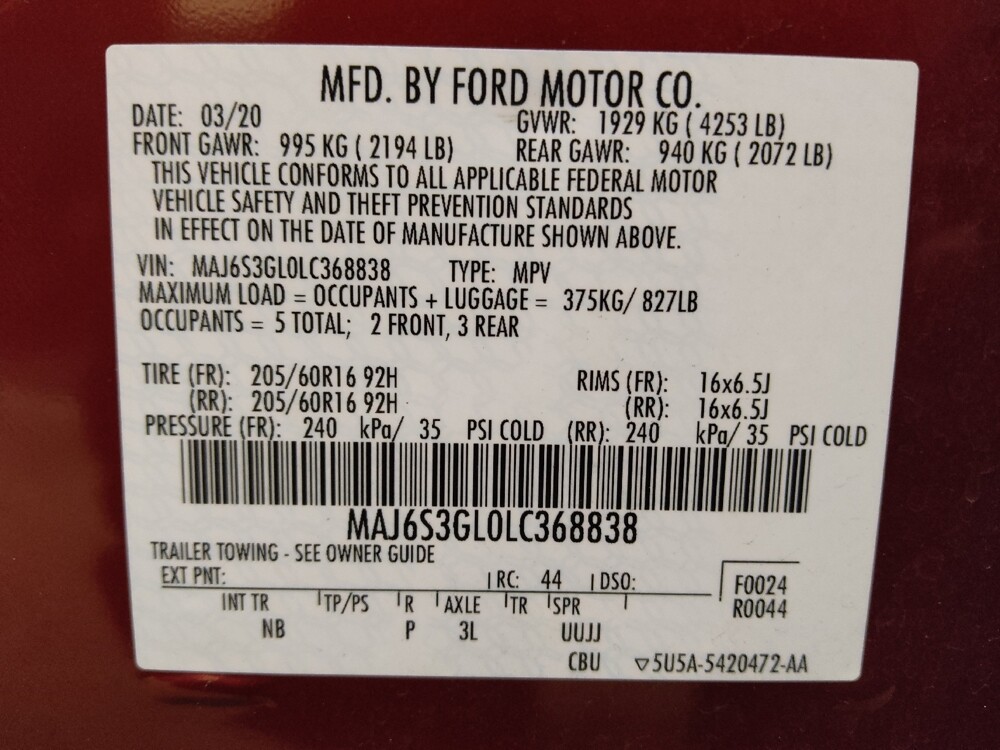 MFD. BY FORD MOTOR CO.
DATE: 03/20 GVWR: 1929 KG ( 4253 LB)
FRONT GAWR: 995 KG ( 2194 LB) REAR GAWR: 940 KG ( 2072 LB)
THIS VEHICLE CONFORMS TO ALL APPLICABLE FEDERAL MOTOR
VEHICLE SAFETY AND THEFT PREVENTION STANDARDS
IN EFFECT ON THE DATE OF MANUFACTURE SHOWN ABOVE.
VIN: MAJ6S3GL0LC368838 TYPE: MPV
MAXIMUM LOAD = OCCUPANTS + LUGGAGE = 375KG/ 827LB
OCCUPANTS = 5 TOTAL; 2 FRONT, 3 REAR
TIRE (FR): 205/60R16 92H RIMS (FR): 16x6.5J
(RR): 205/60R16 92H (RR): 16x6.5J
PRESSURE (FR): 240 kPa/ 35 PSI COLD (RR): 240 kPa/ 35 PSI COLD
MAJ6S3GL0LC368838
TRAILER TOWING - SEE OWNER GUIDE
EXT PNT: RC: 44 DSO: F0024
INT TR TP/PS R AXLE TR SPR R0044
NB P 3L UUJJ
CBU ▽5U5A-5420472-AA